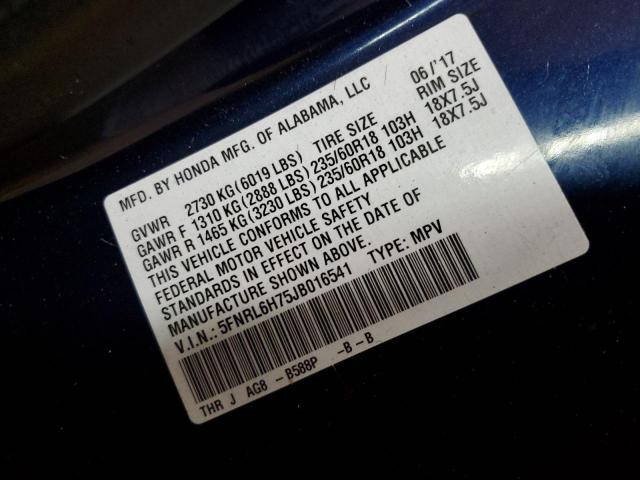 MFD. BY HONDA MFG. OF ALABAMA, LLC 06/'17
GVWR 2730 KG(6019 LBS) TIRE SIZE RIM SIZE
GAWR F 1310 KG (2888 LBS) 235/60R18 103H 18X7.5J
GAWR R 1465 KG(3230 LBS) 235/60R18 103H 18X7.5J
THIS VEHICLE CONFORMS TO ALL APPLICABLE
FEDERAL MOTOR VEHICLE SAFETY
STANDARDS IN EFFECT ON THE DATE OF
MANUFACTURE SHOWN ABOVE.
V.I.N.: 5FNRL6H75JB016541 TYPE: MPV
THR J AG8 -B588P -B-B